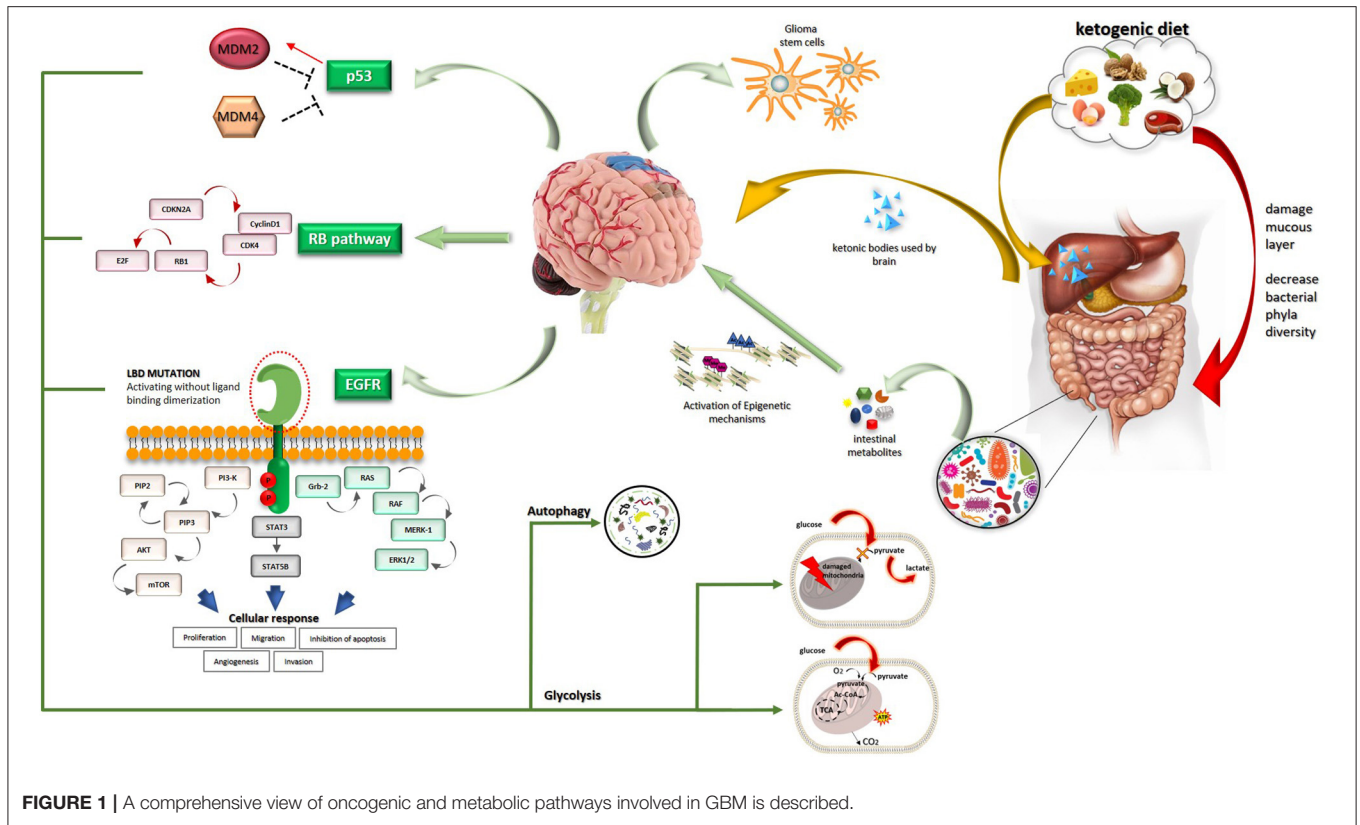 MDM2
p53
MDM4
Glioma
stem cells
ketogenic diet
CDKN2A
CyclinD1
CDK4
E2F
RB1
RB pathway
ketonic bodies used by
brain
damage
mucous
layer
decrease
bacterial
phyla
diversity
LBD MUTATION
Activating without ligand
binding dimerization
EGFR
Activation of Epigenetic
mechanisms
intestinal
metabolites
PIP2
PI3-K
P
P
Grb-2
RAS
RAF
PIP3
STAT3
MERK-1
AKT
STAT5B
ERK1/2
mTOR
Cellular response
Proliferation
Migration
Inhibition of apoptosis
Angiogenesis
Invasion
Autophagy
glucose
pyruvate
damaged
mitochondria
lactate
Glycolysis
glucose
O2
pyruvate
pyruvate
Ac-CoA
TCA
ATP
CO2
FIGURE 1 | A comprehensive view of oncogenic and metabolic pathways involved in GBM is described.